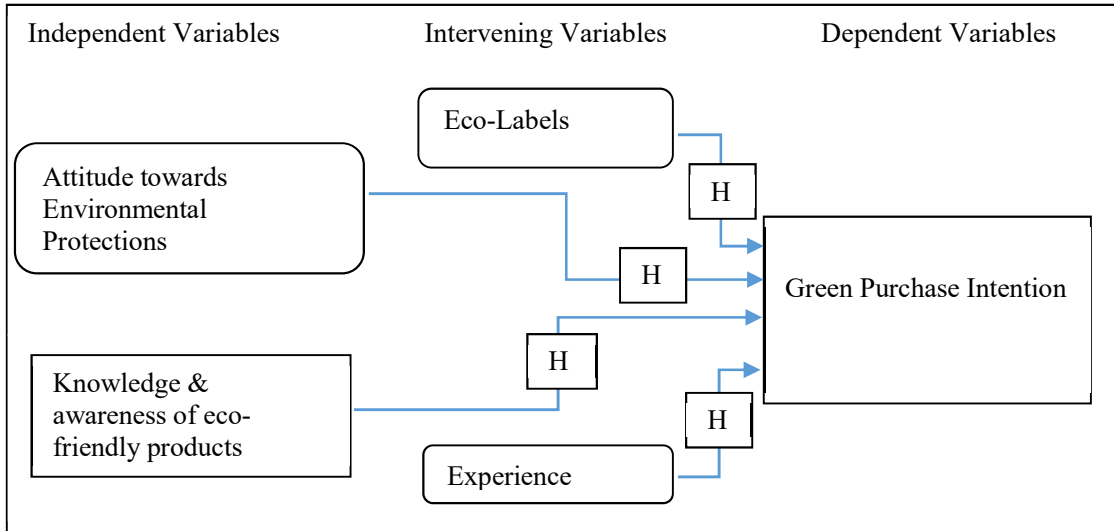 Independent Variables
Intervening Variables
Dependent Variables
Eco-Labels
H
Attitude towards
Environmental
Protections
H
Green Purchase Intention
H
Knowledge &
awareness of eco-
friendly products
H
Experience